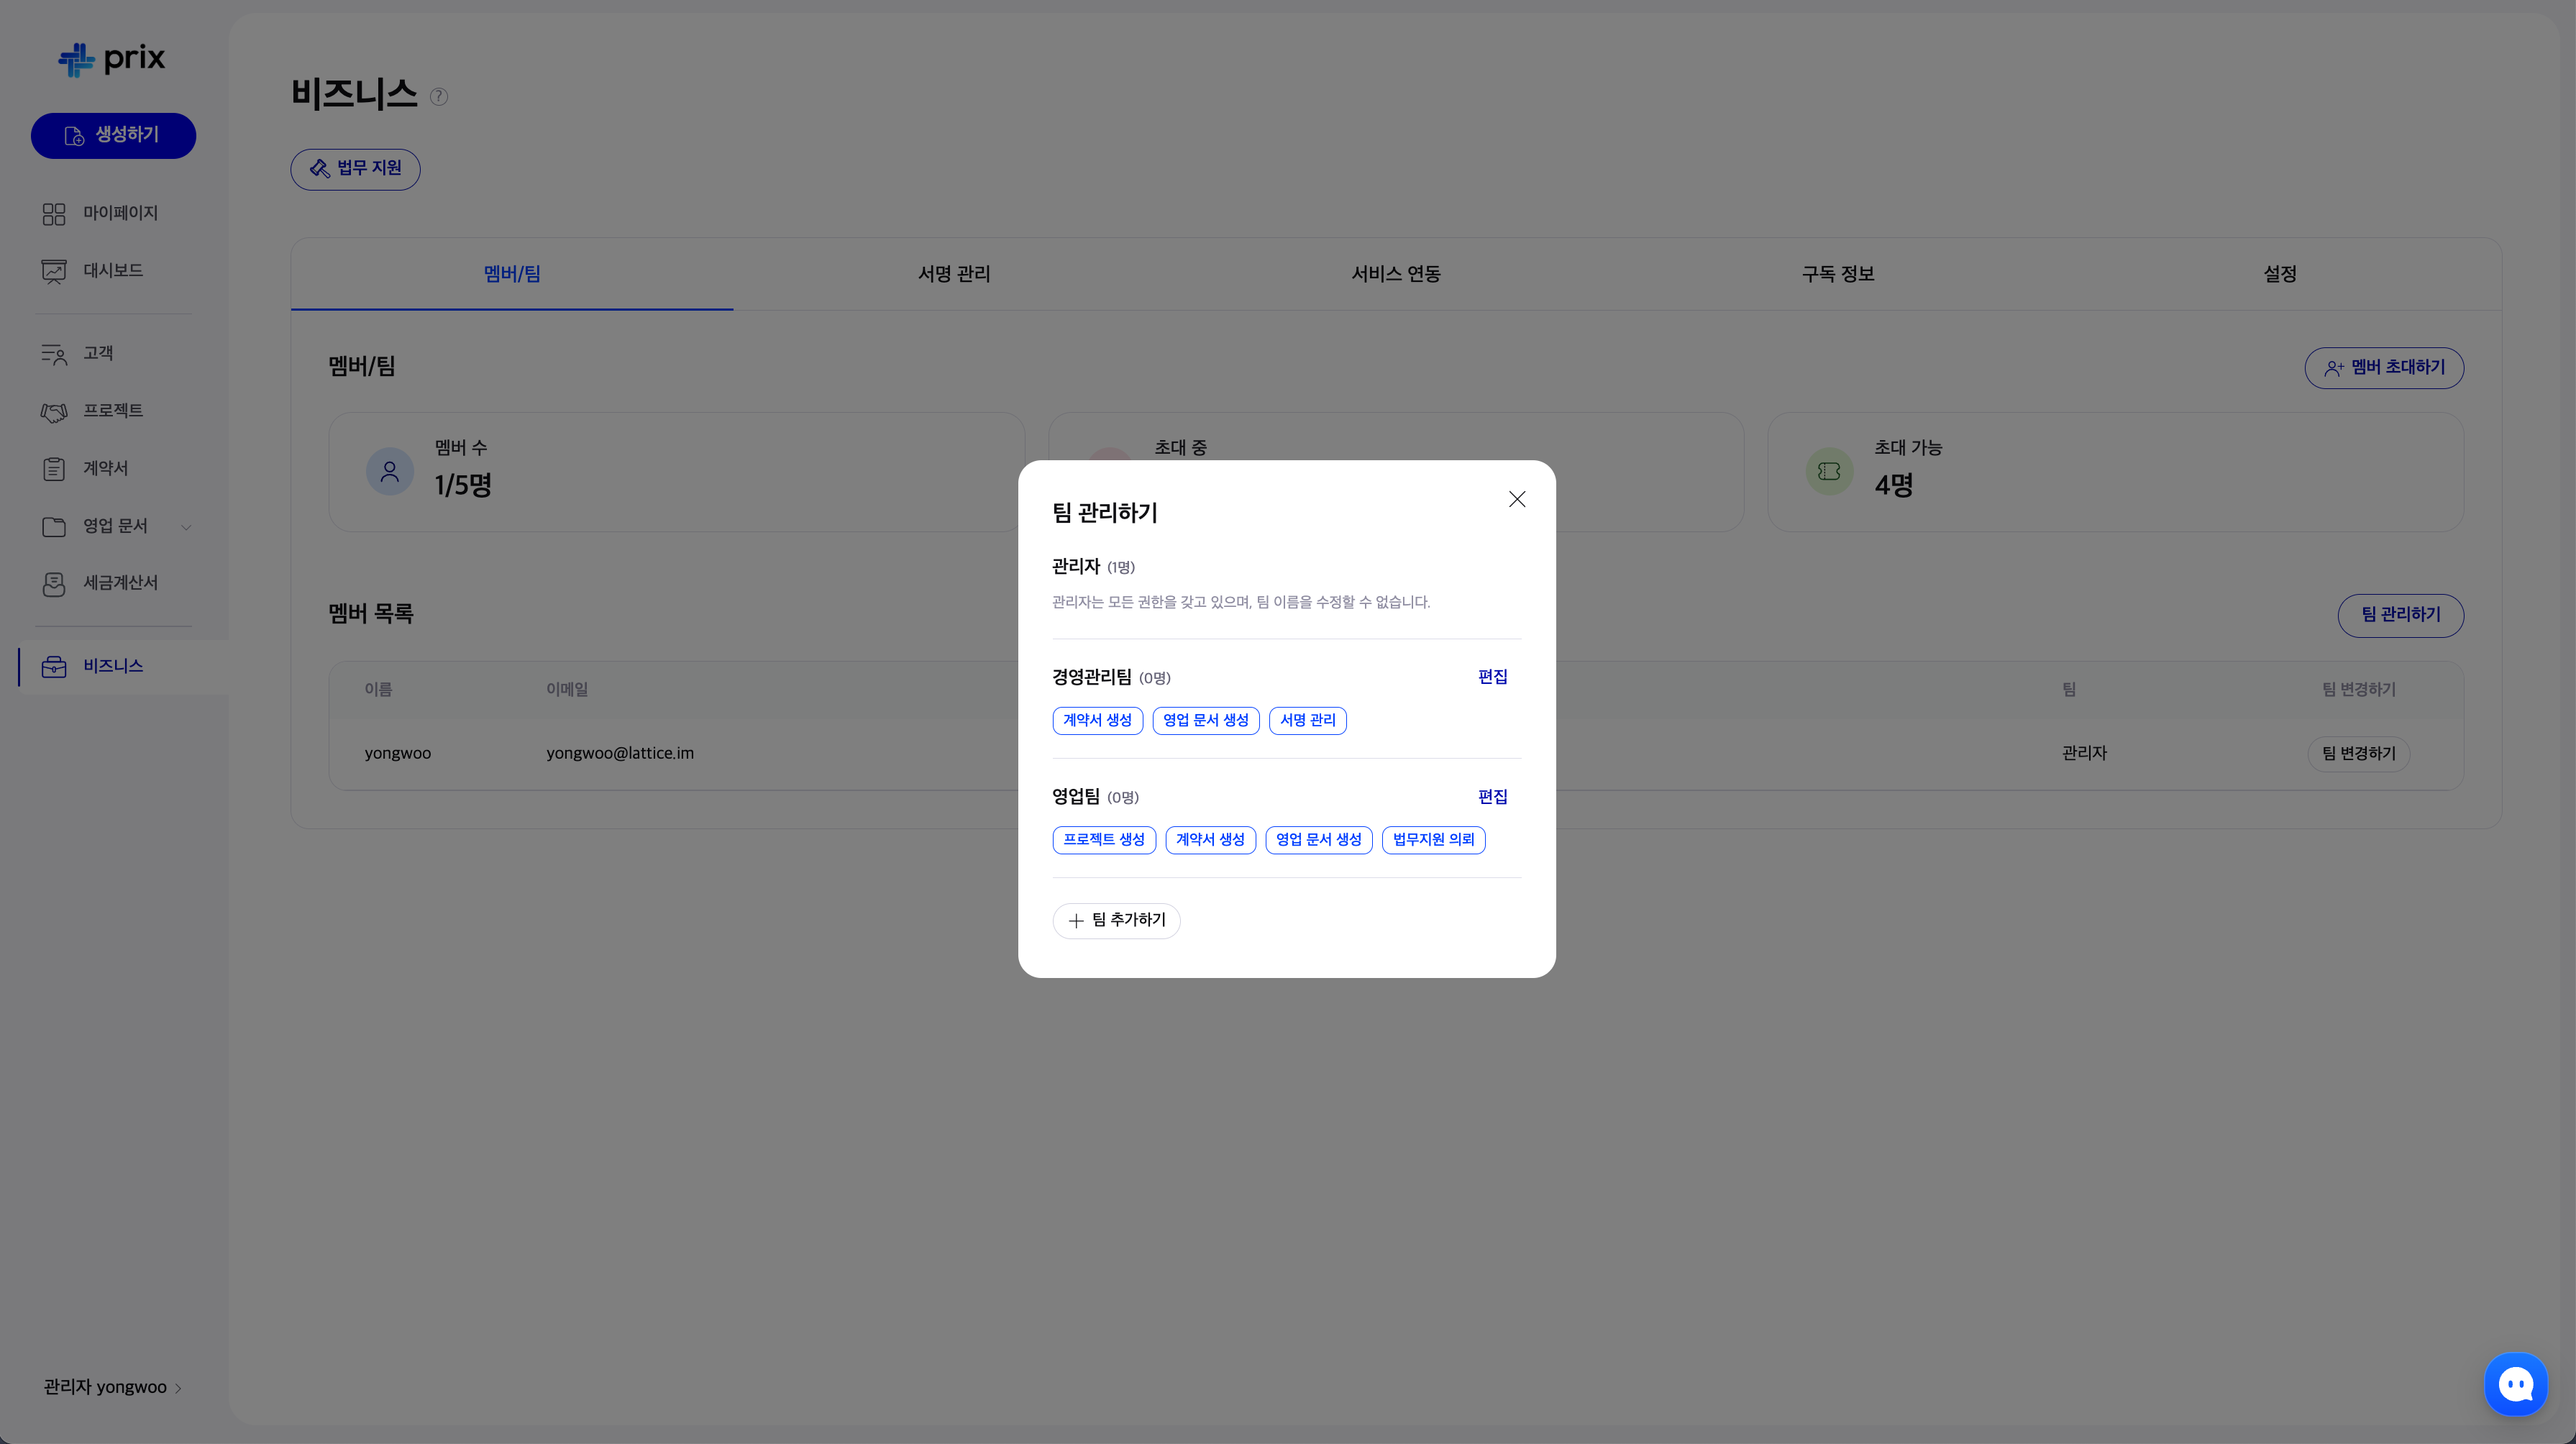 prix
생성하기
마이페이지
대시보드
고객
프로젝트
계약서
영업 문서
세금계산서
비즈니스
관리자 yongwoo
비즈니스 ?
법무 지원
멤버/팀 서명 관리 서비스 연동 구독 정보 설정
멤버/팀 멤버 초대하기
멤버 수 초대 중 초대 가능
1/5명 4명
멤버 목록 팀 관리하기
이름 이메일 팀 팀 변경하기
yongwoo yongwoo@lattice.im 관리자 팀 변경하기
팀 관리하기
관리자 (1명)
관리자는 모든 권한을 갖고 있으며, 팀 이름을 수정할 수 없습니다.
경영관리팀 (0명) 편집
계약서 생성 영업 문서 생성 서명 관리
영업팀 (0명) 편집
프로젝트 생성 계약서 생성 영업 문서 생성 법무지원 의뢰
팀 추가하기